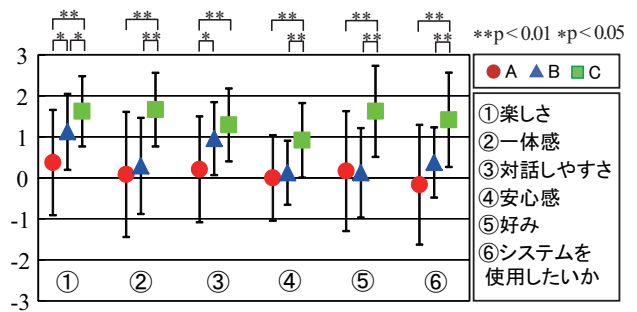 ** ** ** ** ** **
* * ** * ** ** **
**p<0.01 *p<0.05
3
2
1
0
-1
-2
-3
① ② ③ ④ ⑤ ⑥
A B C
①楽しさ
②一体感
③対話しやすさ
④安心感
⑤好み
⑥システムを
使用したいか